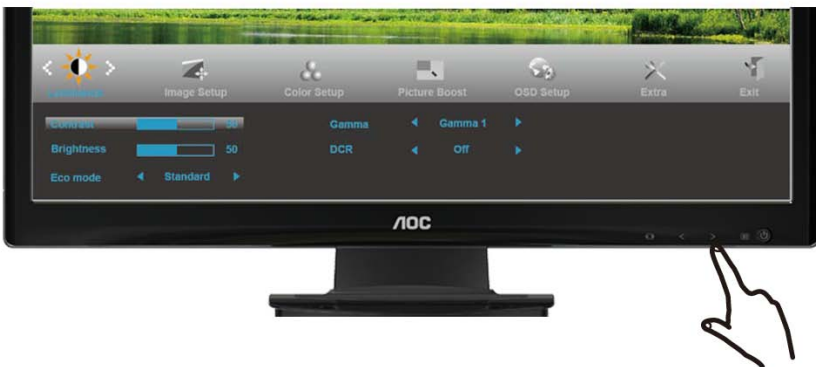 Luminance
Image Setup
Color Setup
Picture Boost
OSD Setup
Extra
Exit
Contrast 50
Gamma Gamma 1
Brightness 50
DCR Off
Eco mode Standard
AOC